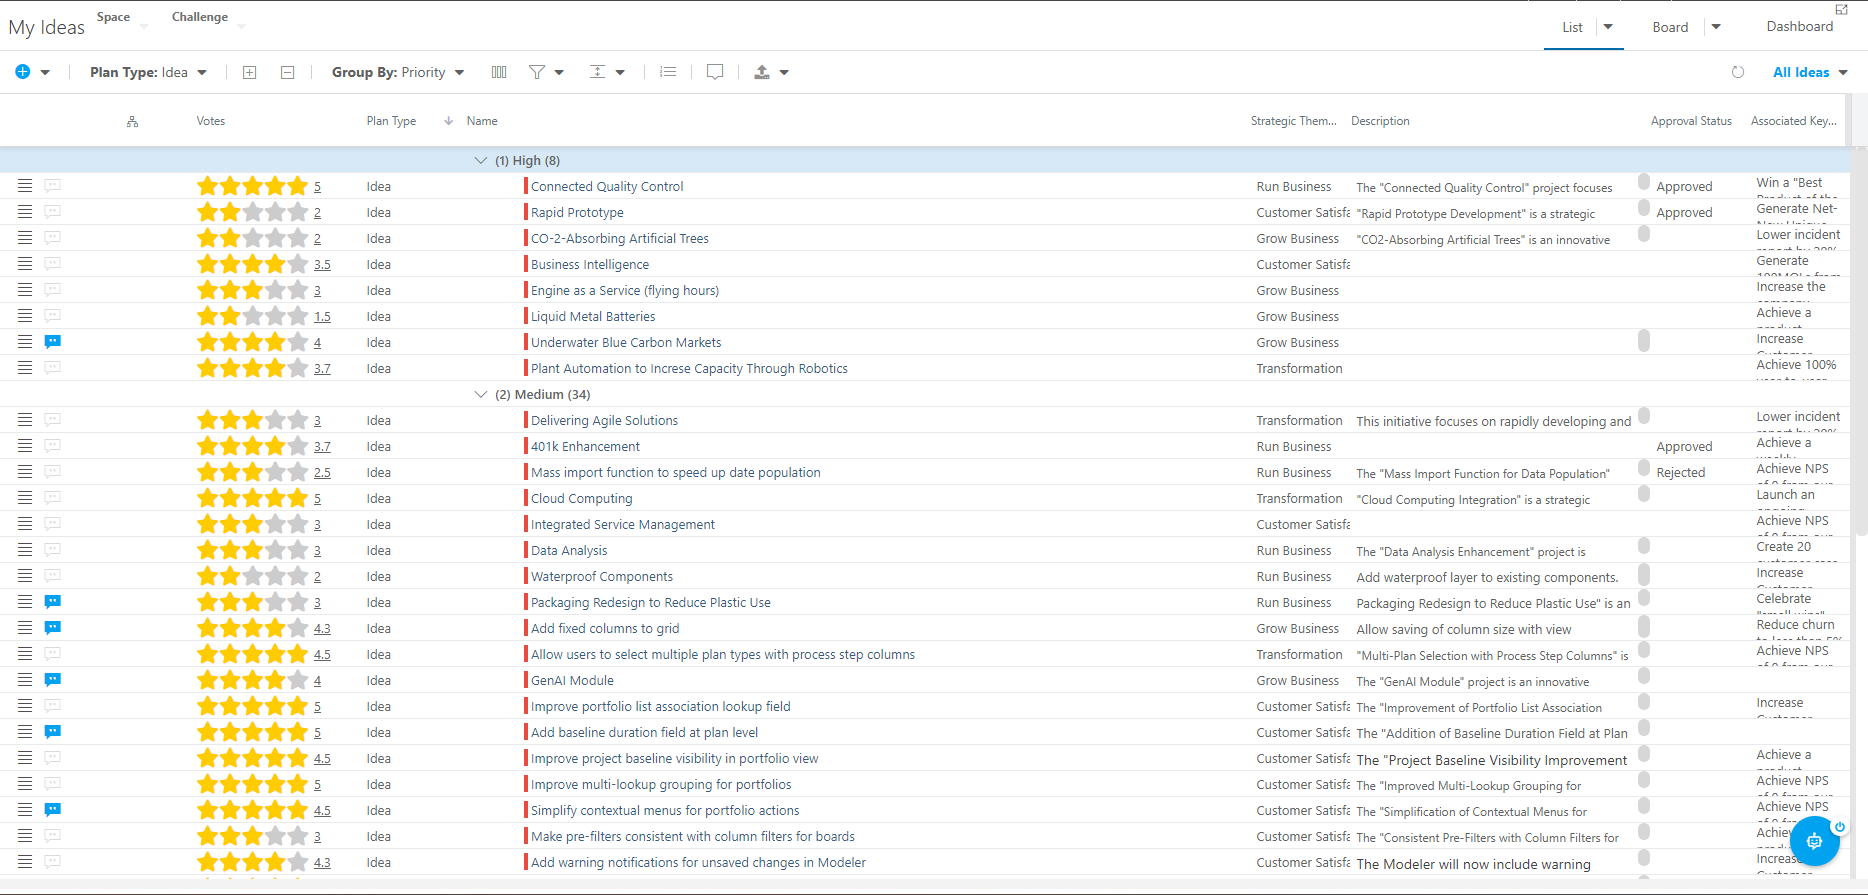 My Ideas Space Challenge List Board Dashboard
Plan Type: Idea Group By: Priority All Ideas
Votes Plan Type Name Strategic Them... Description Approval Status Associated Key...
(1) High (8)
5 Idea Connected Quality Control Run Business The "Connected Quality Control" project focuses Approved Win a "Best
2 Idea Rapid Prototype Customer Satisfa "Rapid Prototype Development" is a strategic Approved Generate Net-
2 Idea CO-2-Absorbing Artificial Trees Grow Business "CO2-Absorbing Artificial Trees" is an innovative Lower incident
3.5 Idea Business Intelligence Customer Satisfa Generate
3 Idea Engine as a Service (flying hours) Grow Business Increase the
1.5 Idea Liquid Metal Batteries Grow Business Achieve a
4 Idea Underwater Blue Carbon Markets Grow Business Increase
3.7 Idea Plant Automation to Increse Capacity Through Robotics Transformation Achieve 100%
(2) Medium (34)
3 Idea Delivering Agile Solutions Transformation This initiative focuses on rapidly developing and Lower incident
3.7 Idea 401k Enhancement Run Business Approved Achieve a
2.5 Idea Mass import function to speed up date population Run Business The "Mass Import Function for Data Population" Rejected Achieve NPS
5 Idea Cloud Computing Transformation "Cloud Computing Integration" is a strategic Launch an
3 Idea Integrated Service Management Customer Satisfa Achieve NPS
3 Idea Data Analysis Run Business The "Data Analysis Enhancement" project is Create 20
2 Idea Waterproof Components Run Business Add waterproof layer to existing components. Increase
3 Idea Packaging Redesign to Reduce Plastic Use Run Business Packaging Redesign to Reduce Plastic Use" is an Celebrate
4.3 Idea Add fixed columns to grid Grow Business Allow saving of column size with view Reduce churn
4.5 Idea Allow users to select multiple plan types with process step columns Transformation "Multi-Plan Selection with Process Step Columns" is Achieve NPS
4 Idea GenAI Module Grow Business The "GenAI Module" project is an innovative
5 Idea Improve portfolio list association lookup field Customer Satisfa The "Improvement of Portfolio List Association Increase
5 Idea Add baseline duration field at plan level Customer Satisfa The "Addition of Baseline Duration Field at Plan
4.5 Idea Improve project baseline visibility in portfolio view Customer Satisfa The "Project Baseline Visibility Improvement Achieve a
5 Idea Improve multi-lookup grouping for portfolios Customer Satisfa The "Improved Multi-Lookup Grouping for Achieve NPS
4.5 Idea Simplify contextual menus for portfolio actions Customer Satisfa The "Simplification of Contextual Menus for Achieve NPS
3 Idea Make pre-filters consistent with column filters for boards Customer Satisfa The "Consistent Pre-Filters with Column Filters for
4.3 Idea Add warning notifications for unsaved changes in Modeler Customer Satisfa The Modeler will now include warning